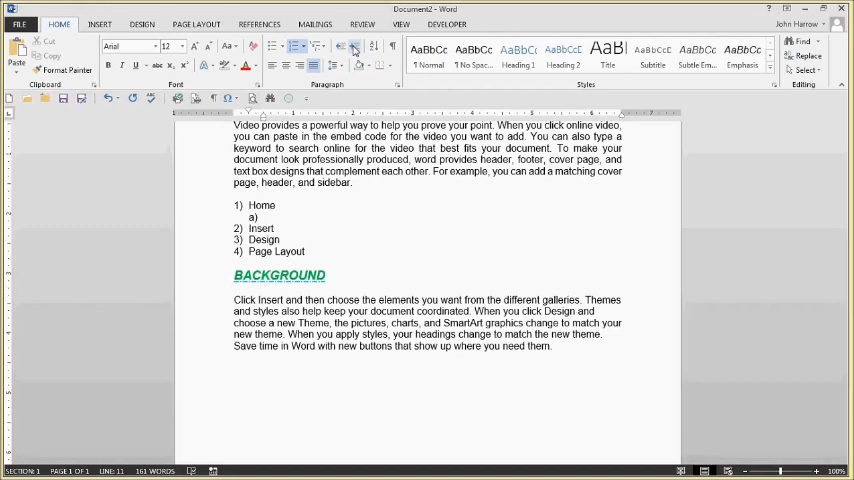 Document2 - Word
FILE HOME INSERT DESIGN PAGE LAYOUT REFERENCES MAILINGS REVIEW VIEW DEVELOPER John Harrow
Cut
Copy
Format Painter
Paste
Clipboard
Arial 12
Font
Paragraph
AaBbCc AaBbCc AaBbCc AaBbCc AaBl AaBbCc AaBbCc AaBbCc
¶ Normal ¶ No Spac... Heading 1 Heading 2 Title Subtitle Subtle Em... Emphasis
Styles
Find
Replace
Select
Editing
Video provides a powerful way to help you prove your point. When you click online video,
you can paste in the embed code for the video you want to add. You can also type a
keyword to search online for the video that best fits your document. To make your
document look professionally produced, word provides header, footer, cover page, and
text box designs that complement each other. For example, you can add a matching cover
page, header, and sidebar.
1) Home
a)
2) Insert
3) Design
4) Page Layout
BACKGROUND
Click Insert and then choose the elements you want from the different galleries. Themes
and styles also help keep your document coordinated. When you click Design and
choose a new Theme, the pictures, charts, and SmartArt graphics change to match your
new theme. When you apply styles, your headings change to match the new theme.
Save time in Word with new buttons that show up where you need them.
SECTION: 1 PAGE 1 OF 1 LINE: 11 161 WORDS 100%